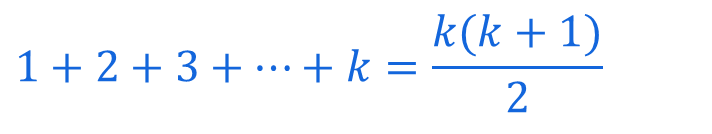 1 + 2 + 3 + ⋯ + k = k(k + 1)/2